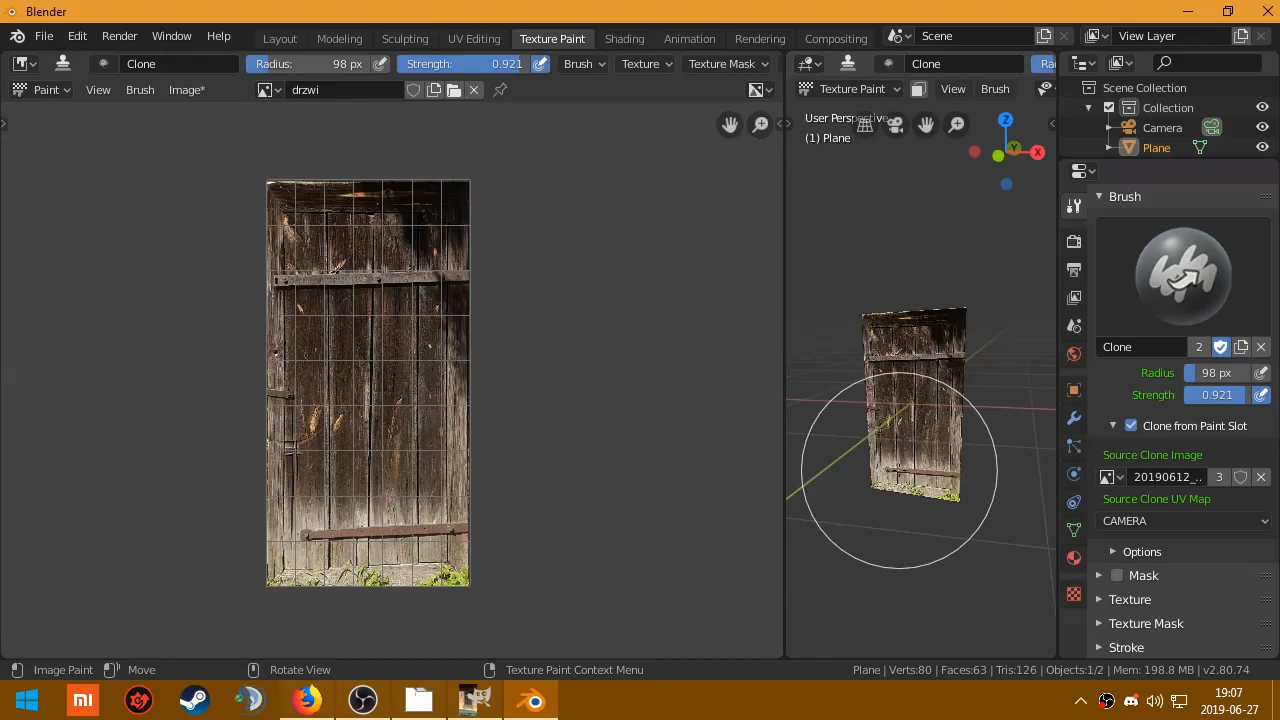 Blender
File Edit Render Window Help
Layout Modeling Sculpting UV Editing Texture Paint Shading Animation Rendering Compositing
Scene
View Layer
Clone
Radius: 98 px
Strength: 0.921
Brush
Texture
Texture Mask
Clone
Ra
Paint View Brush Image*
drzwi
Texture Paint View Brush
User Perspective
(1) Plane
Z
Y
X
Scene Collection
Collection
Camera
Plane
Brush
Clone 2
Radius 98 px
Strength 0.921
Clone from Paint Slot
Source Clone Image
20190612_.. 3
Source Clone UV Map
CAMERA
Options
Mask
Texture
Texture Mask
Stroke
Image Paint Move Rotate View Texture Paint Context Menu
Plane | Verts:80 | Faces:63 | Tris:126 | Objects:1/2 | Mem: 198.8 MB | v2.80.74
mi
19:07
2019-06-27